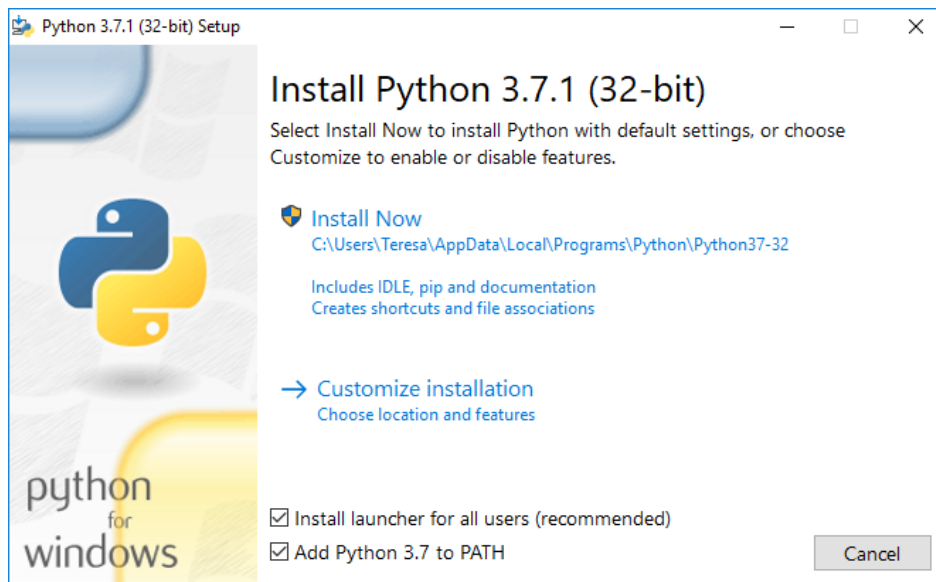 Python 3.7.1 (32-bit) Setup
Install Python 3.7.1 (32-bit)
Select Install Now to install Python with default settings, or choose
Customize to enable or disable features.
Install Now
C:\Users\Teresa\AppData\Local\Programs\Python\Python37-32
Includes IDLE, pip and documentation
Creates shortcuts and file associations
Customize installation
Choose location and features
python
for
windows
Install launcher for all users (recommended)
Add Python 3.7 to PATH
Cancel